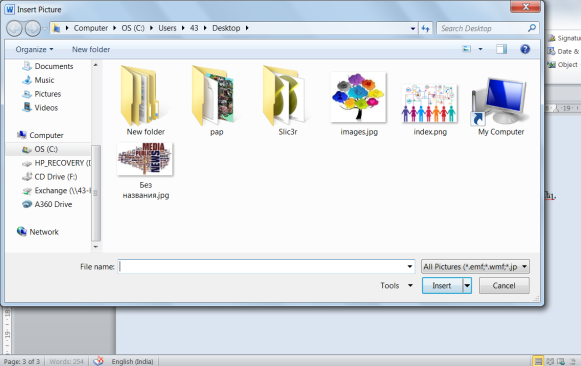 Insert Picture
Computer OS (C:) Users 43 Desktop
Search Desktop
Organize New folder
Documents
Music
Pictures
Videos
Computer
OS (C:)
HP_RECOVERY (D
CD Drive (F:)
Exchange (\\43-
A360 Drive
Network
New folder
pap
Slic3r
images.jpg
index.png
My Computer
MEDIA
NEWS
Без
названия.jpg
File name:
All Pictures (*.emf;*.wmf;*.jp
Tools
Insert
Cancel
Signatu
Date &
Object
Page: 3 of 3
Words: 254
English (India)